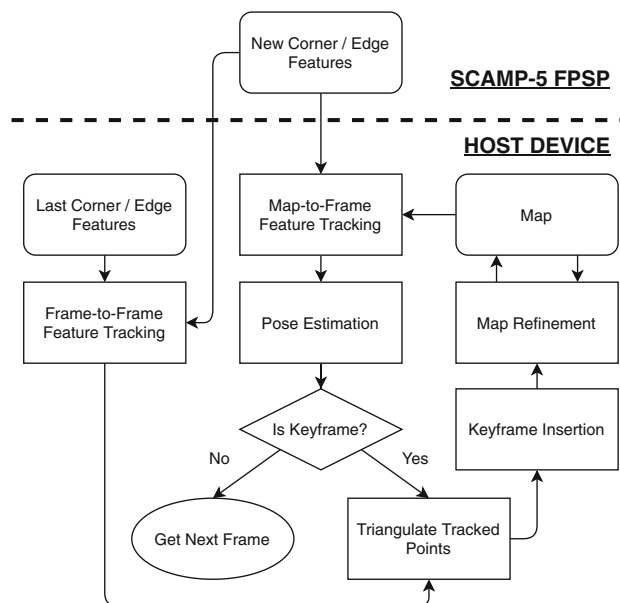 New Corner / Edge
Features
SCAMP-5 FPSP
HOST DEVICE
Last Corner / Edge
Features
Map-to-Frame
Feature Tracking
Map
Frame-to-Frame
Feature Tracking
Pose Estimation
Map Refinement
Is Keyframe?
Keyframe Insertion
No
Yes
Get Next Frame
Triangulate Tracked
Points